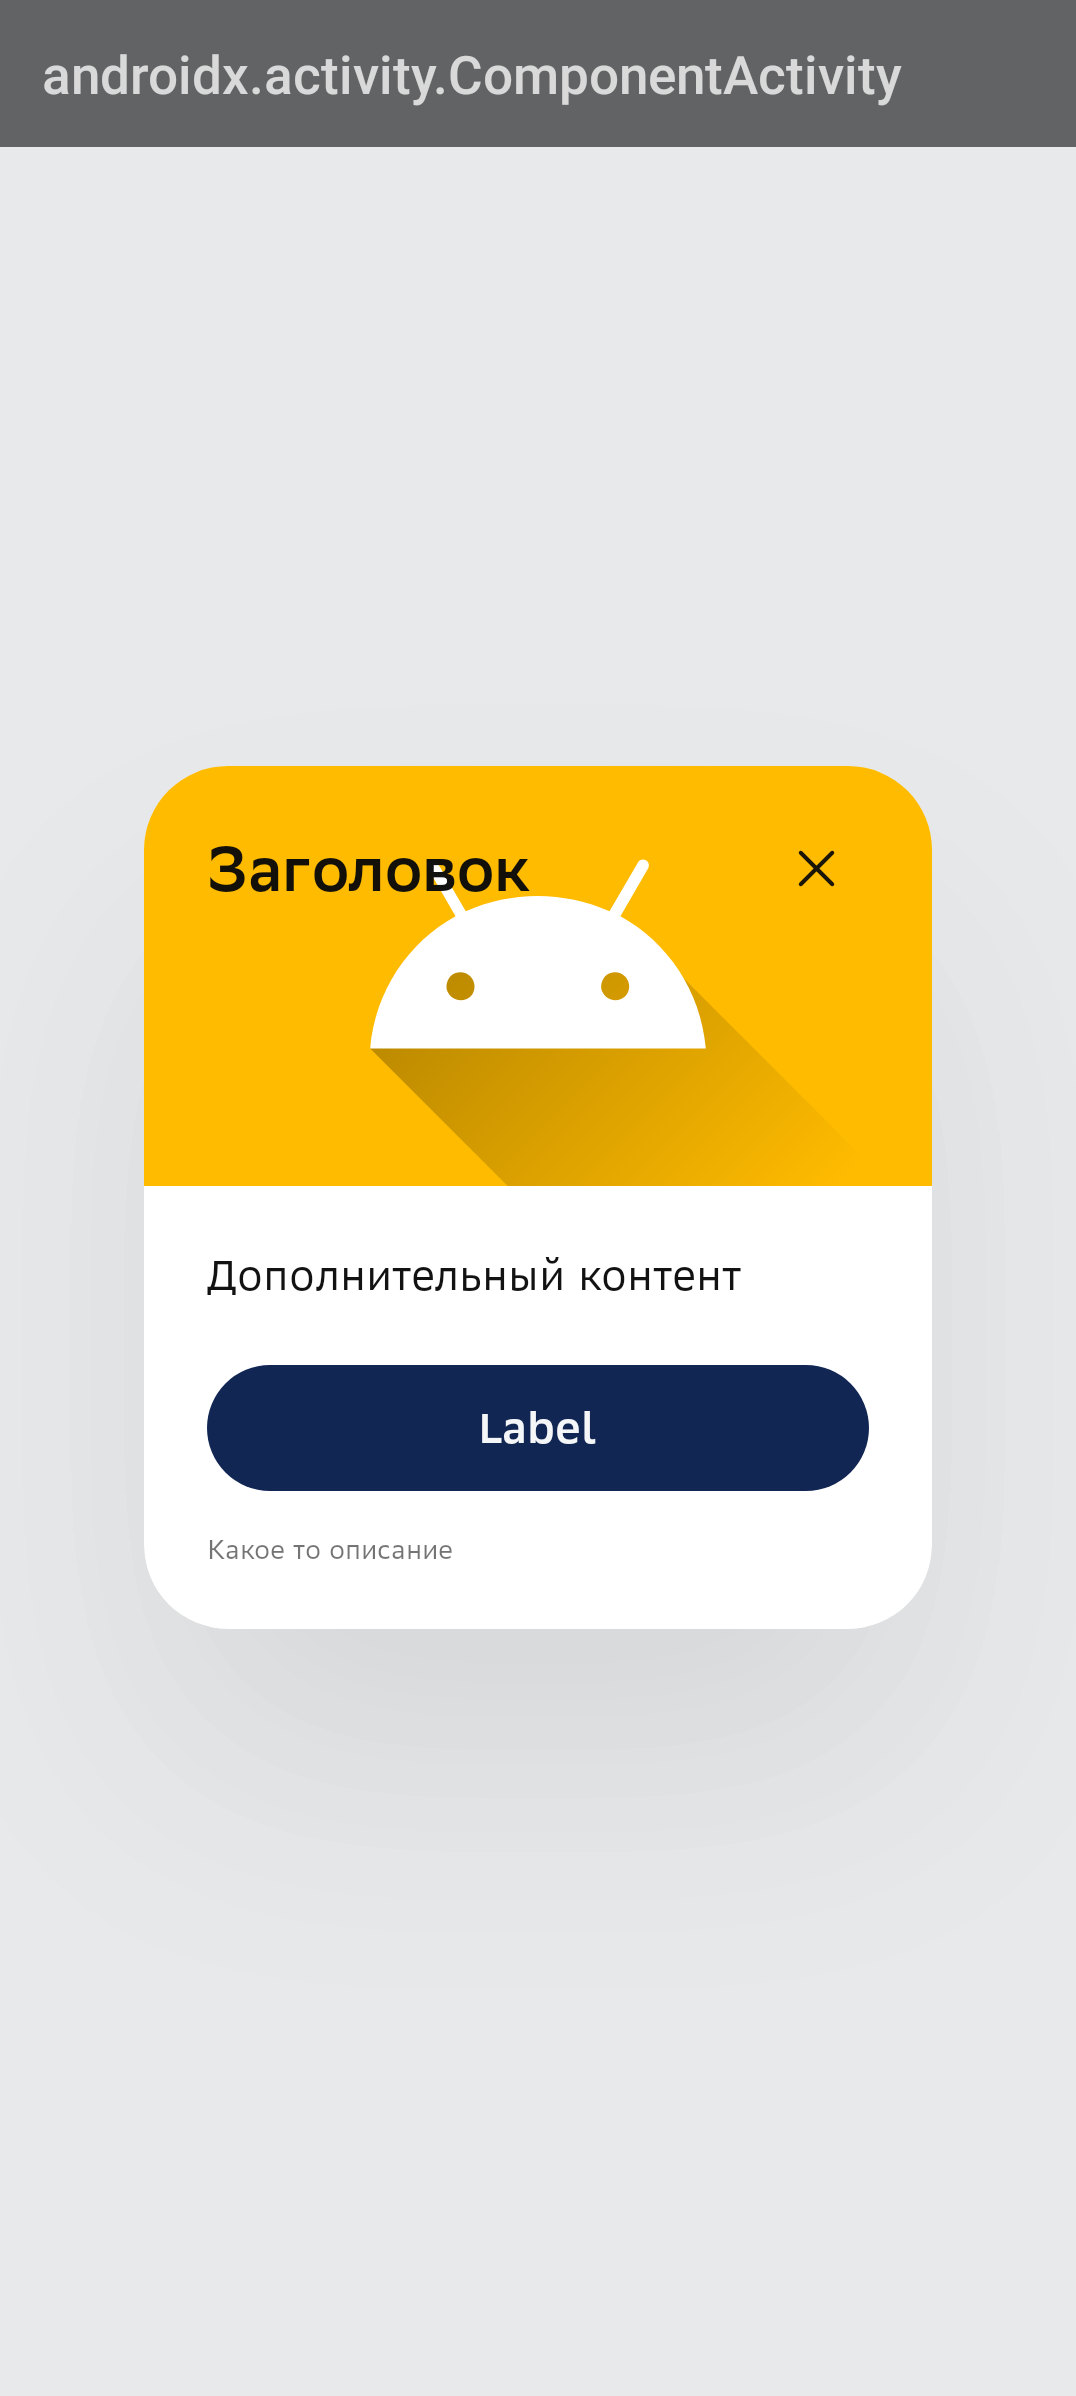 androidx.activity.ComponentActivity
Заголовок
Дополнительный контент
Label
Какое то описание